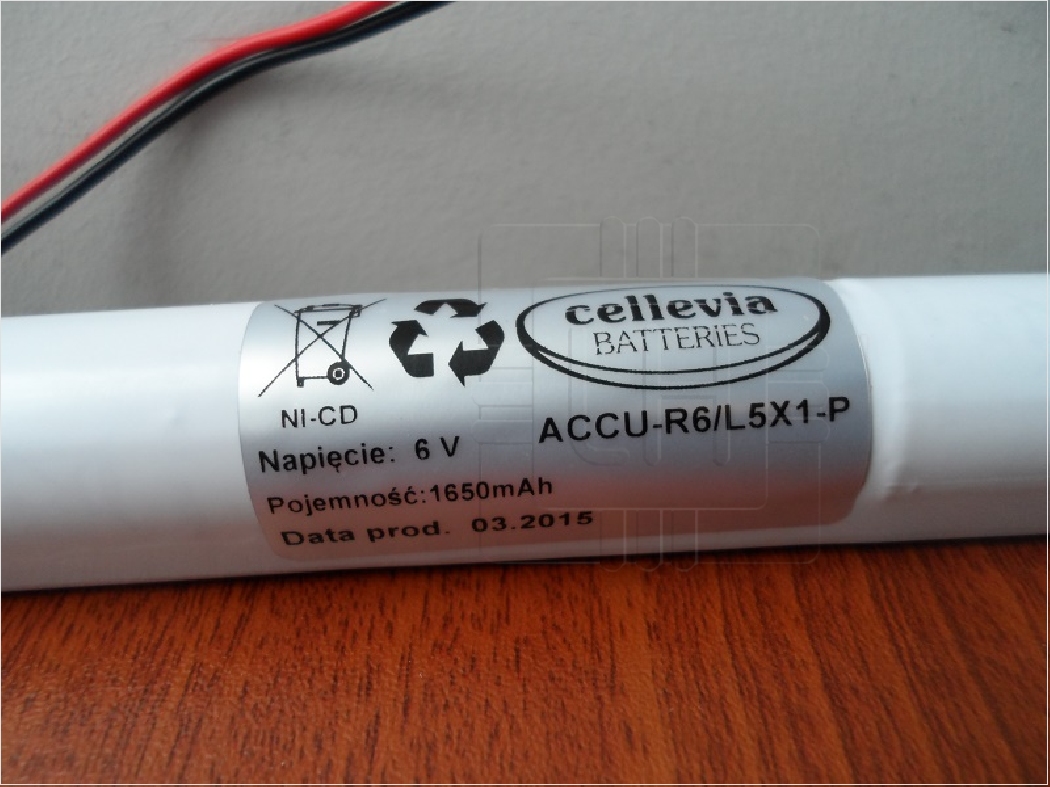 cellevia
BATTERIES
NI-CD
ACCU-R6/L5X1-P
Napięcie: 6 V
Pojemność:1650mAh
Data prod. 03.2015